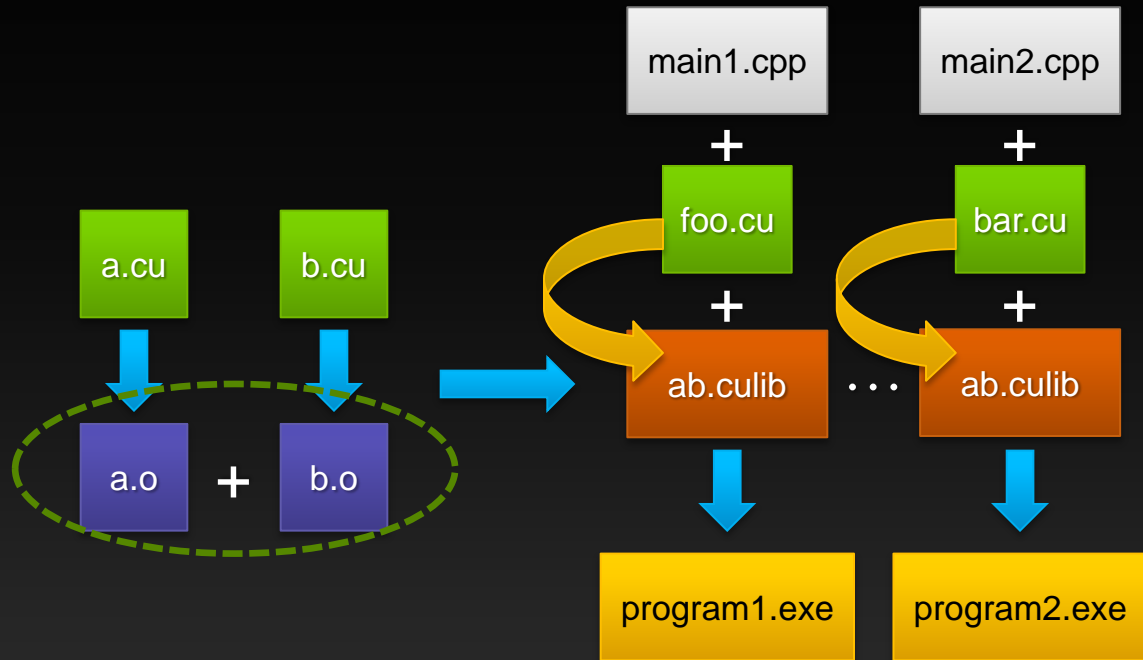 main1.cpp
main2.cpp
+
+
foo.cu
bar.cu
a.cu
b.cu
+
+
ab.culib
...
ab.culib
a.o
+
b.o
program1.exe
program2.exe